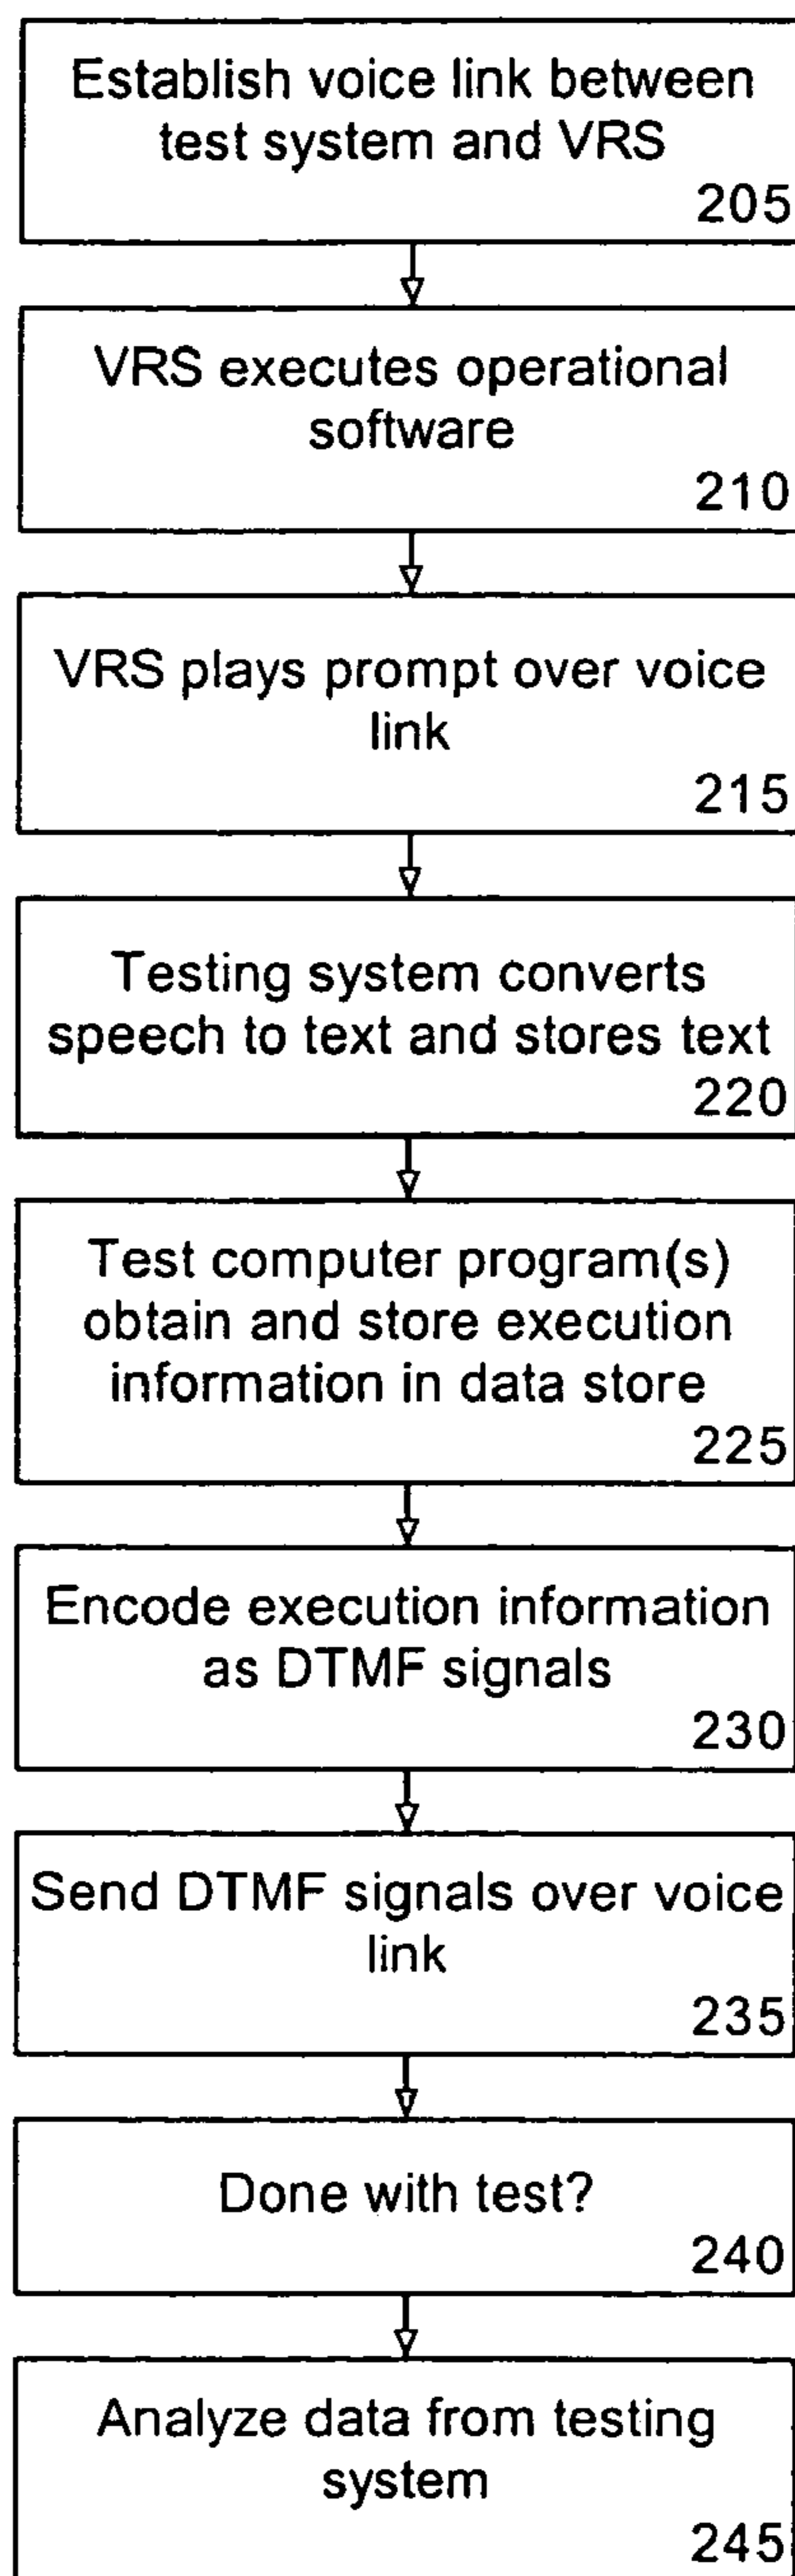 Establish voice link between
test system and VRS
205
VRS executes operational
software
210
VRS plays prompt over voice
link
215
Testing system converts
speech to text and stores text
220
Test computer program(s)
obtain and store execution
information in data store
225
Encode execution information
as DTMF signals
230
Send DTMF signals over voice
link
235
Done with test?
240
Analyze data from testing
system
245